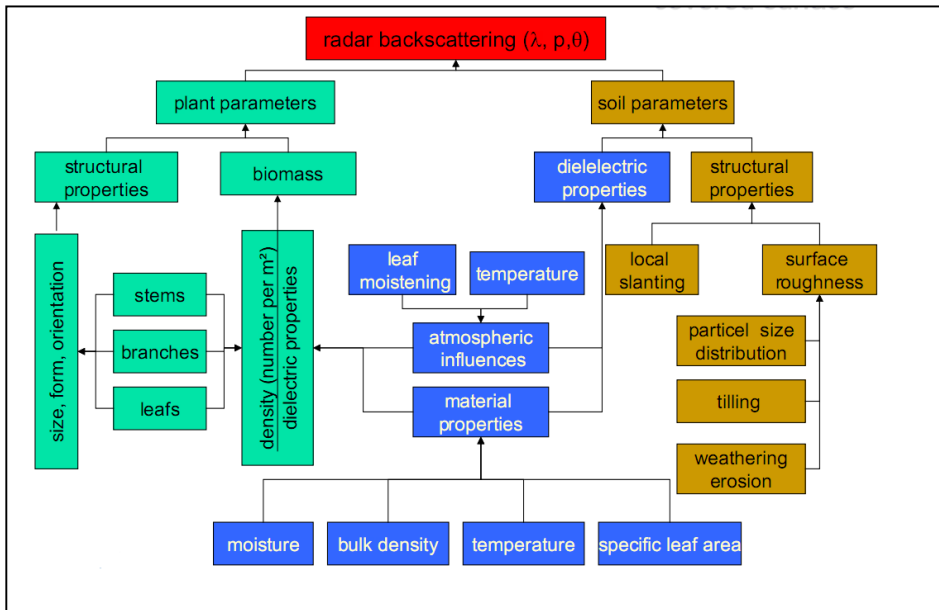 covered surface
radar backscattering (λ, p,θ)
plant parameters
soil parameters
structural
properties
biomass
dielelectric
properties
structural
properties
size, form, orientation
stems
branches
leafs
density (number per m²)
dielectric properties
leaf
moistening
temperature
atmospheric
influences
material
properties
local
slanting
surface
roughness
particel size
distribution
tilling
weathering
erosion
moisture
bulk density
temperature
specific leaf area